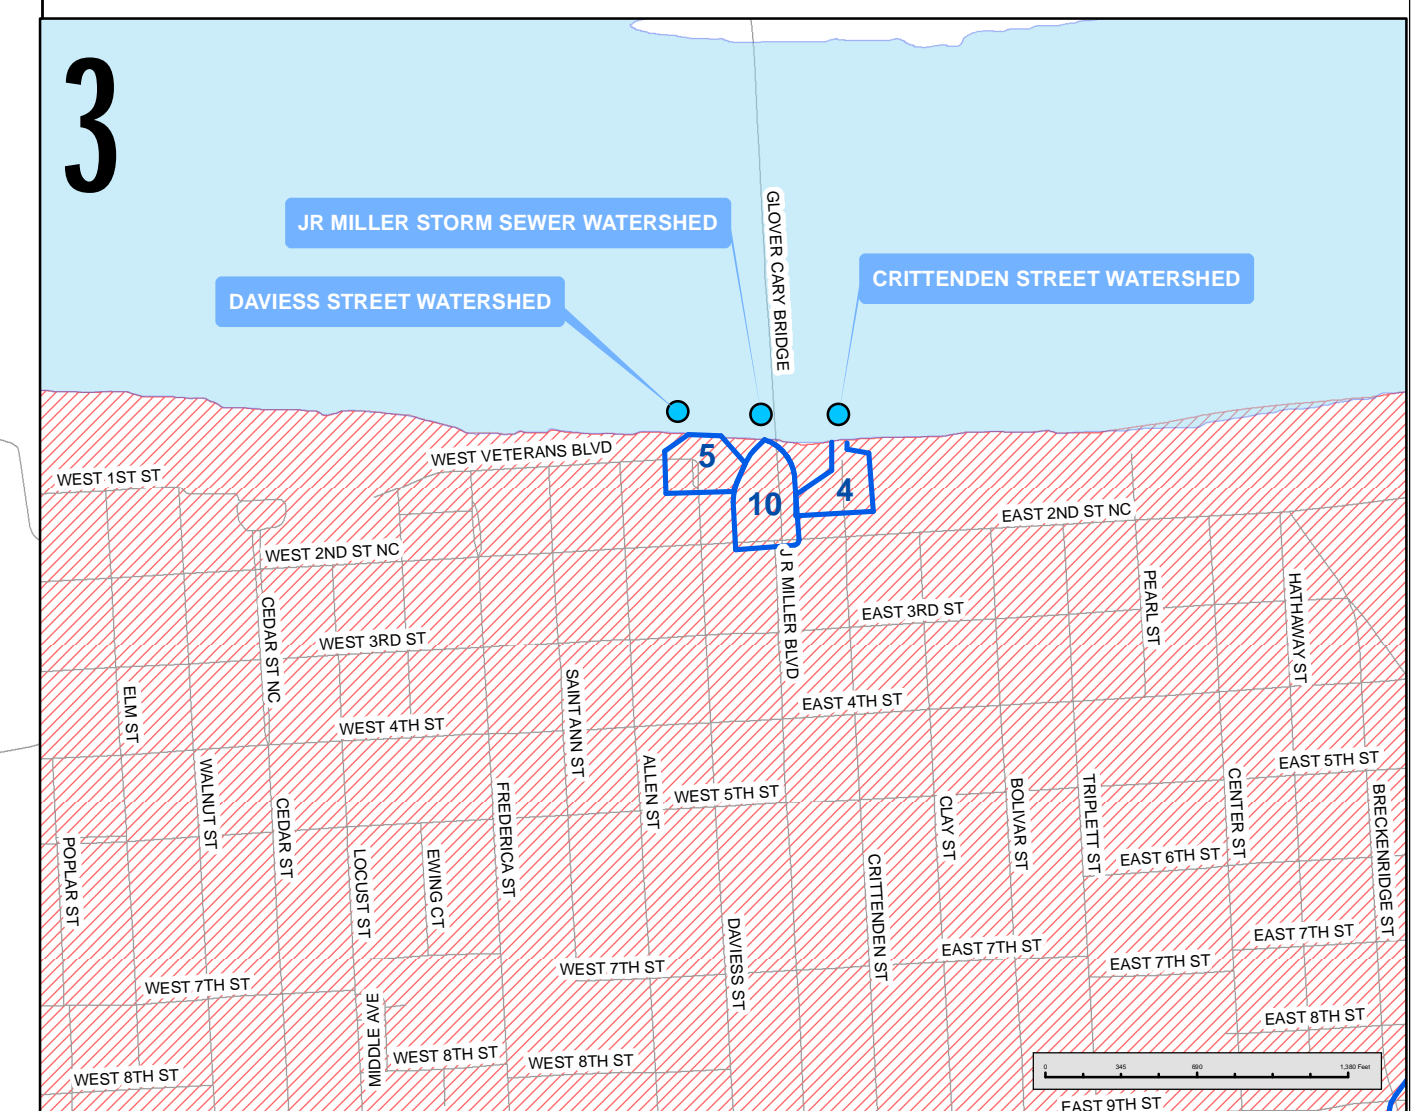 3
JR MILLER STORM SEWER WATERSHED
GLOVER CARY BRIDGE
CRITTENDEN STREET WATERSHED
DAVIESS STREET WATERSHED
WEST VETERANS BLVD
5
WEST 1ST ST
4
10
EAST 2ND ST NC
WEST 2ND ST NC
J R MILLER BLVD
PEARL ST
HATHAWAY ST
CEDAR ST NC
EAST 3RD ST
WEST 3RD ST
SAINT ANN ST
ELM ST
EAST 4TH ST
WEST 4TH ST
WALNUT ST
ALLEN ST
EAST 5TH ST
WEST 5TH ST
FREDERICA ST
CEDAR ST
CLAY ST
BOLIVAR ST
TRIPLETT ST
CENTER ST
BRECKENRIDGE ST
POPLAR ST
LOCUST ST
EWING CT
CRITTENDEN ST
EAST 6TH ST
DAVIESS ST
EAST 7TH ST
EAST 7TH ST
EAST 7TH ST
WEST 7TH ST
WEST 7TH ST
MIDDLE AVE
EAST 8TH ST
WEST 8TH ST
WEST 8TH ST
WEST 8TH ST
0 345 690 1,380 Feet
EAST 9TH ST